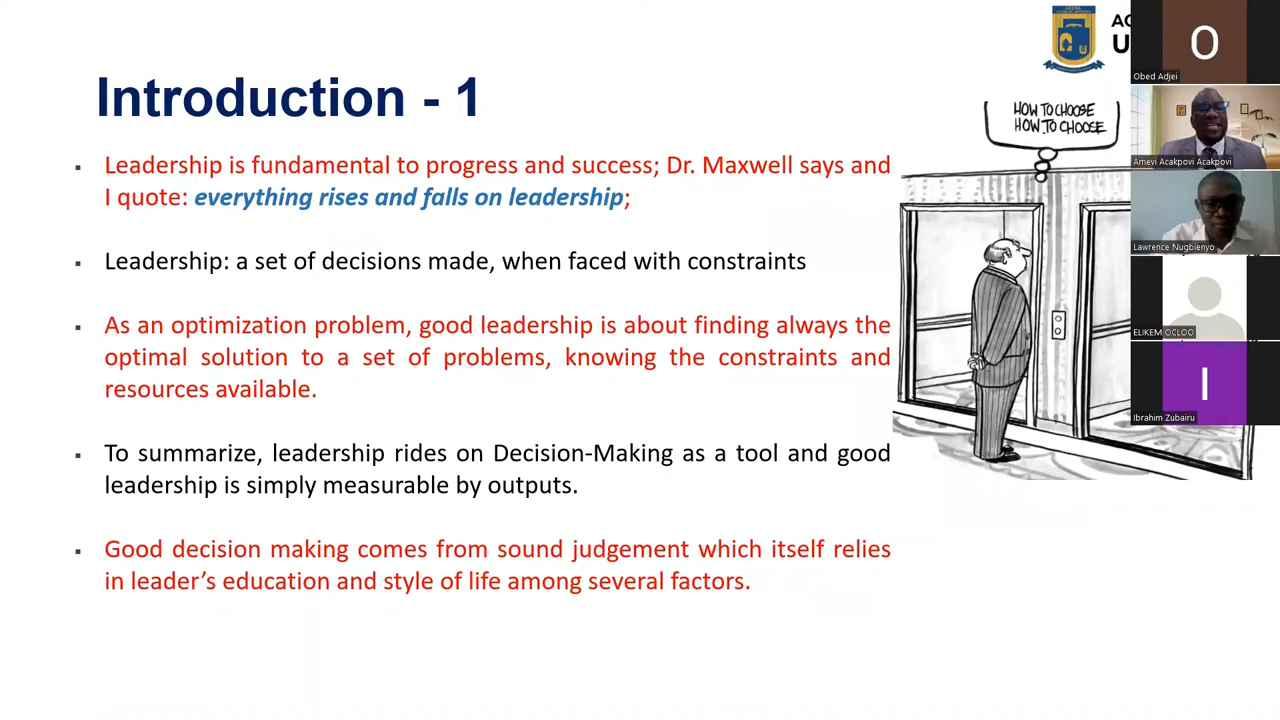 Introduction - 1
Leadership is fundamental to progress and success; Dr. Maxwell says and
I quote: everything rises and falls on leadership;
Leadership: a set of decisions made, when faced with constraints
As an optimization problem, good leadership is about finding always the
optimal solution to a set of problems, knowing the constraints and
resources available.
To summarize, leadership rides on Decision-Making as a tool and good
leadership is simply measurable by outputs.
Good decision making comes from sound judgement which itself relies
in leader's education and style of life among several factors.
HOW TO CHOOSE
HOW TO CHOOSE
O
Obed Adjei
Amevi Acakpovi Acakpovi
Lawrence Nugbienyo
ELIKEM OCLOO
I
Ibrahim Zubairu